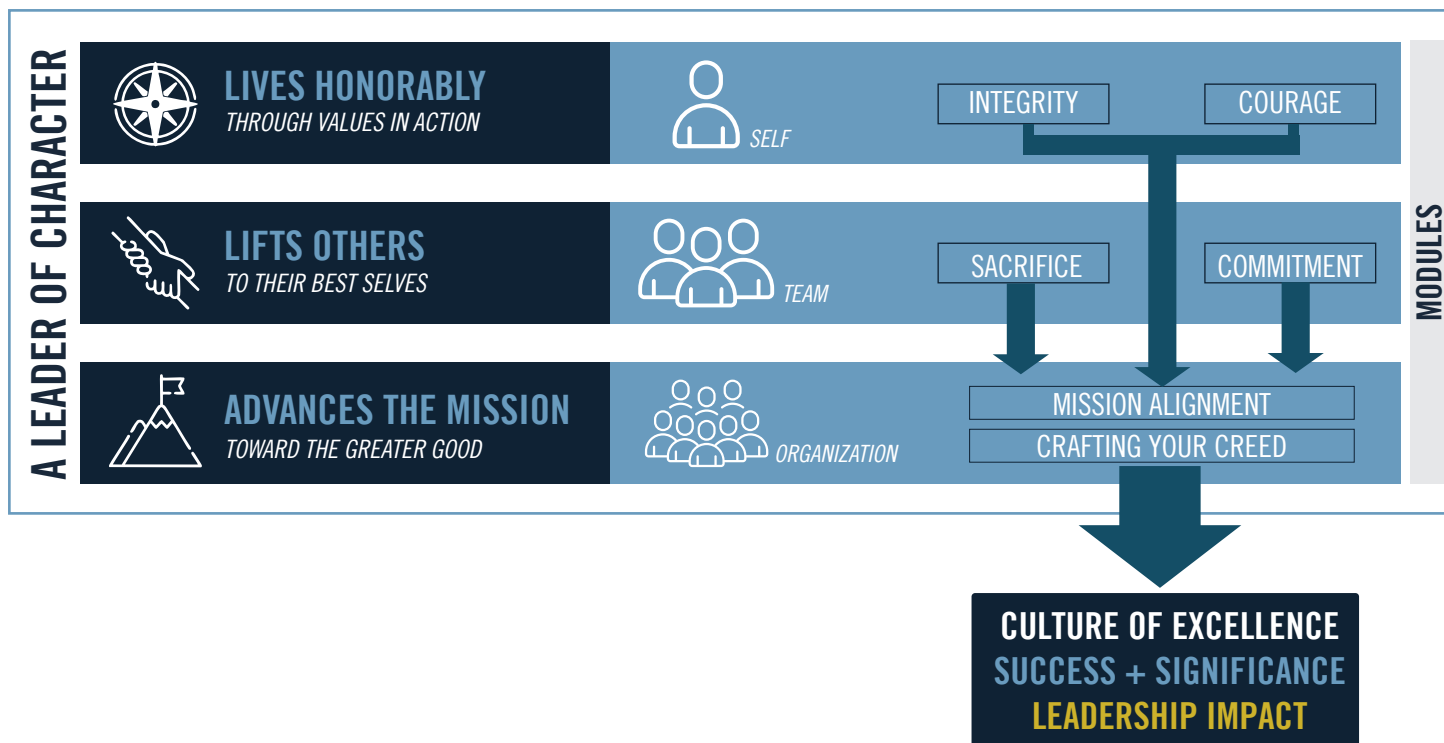 A LEADER OF CHARACTER
LIVES HONORABLY
THROUGH VALUES IN ACTION
SELF
INTEGRITY
COURAGE
LIFTS OTHERS
TO THEIR BEST SELVES
TEAM
SACRIFICE
COMMITMENT
ADVANCES THE MISSION
TOWARD THE GREATER GOOD
ORGANIZATION
MISSION ALIGNMENT
CRAFTING YOUR CREED
MODULES
CULTURE OF EXCELLENCE
SUCCESS + SIGNIFICANCE
LEADERSHIP IMPACT